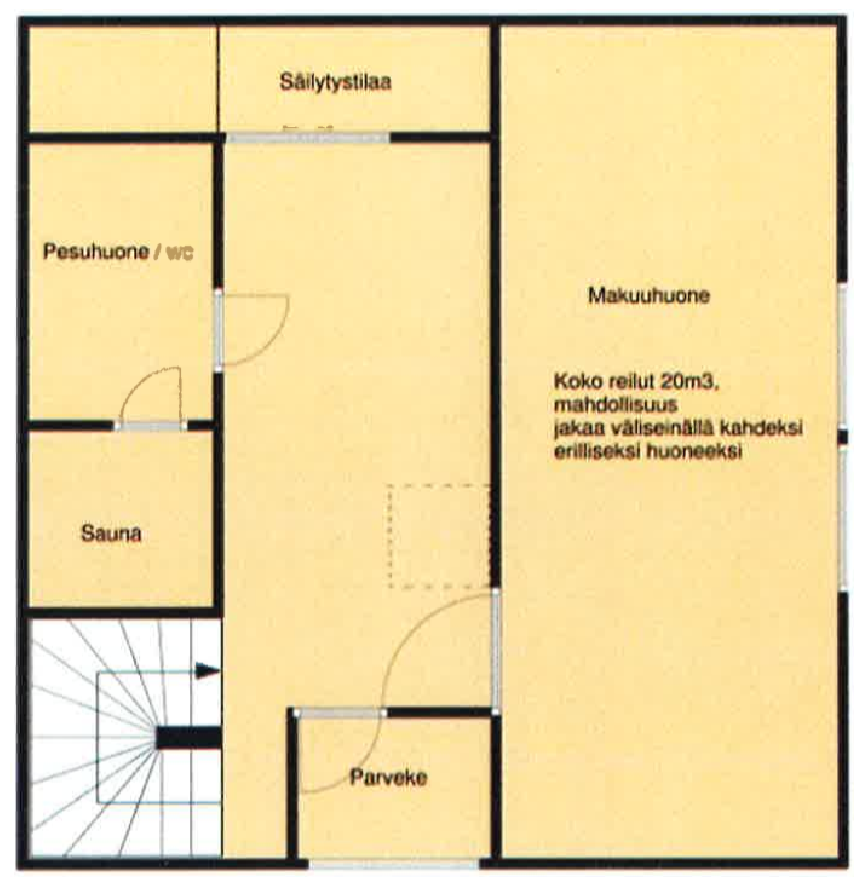 Säilytystilaa
Pesuhuone / wc
Makuuhuone
Koko reilut 20m3,
mahdollisuus
jakaa väliseinällä kahdeksi
erilliseksi huoneeksi
Sauna
Parveke